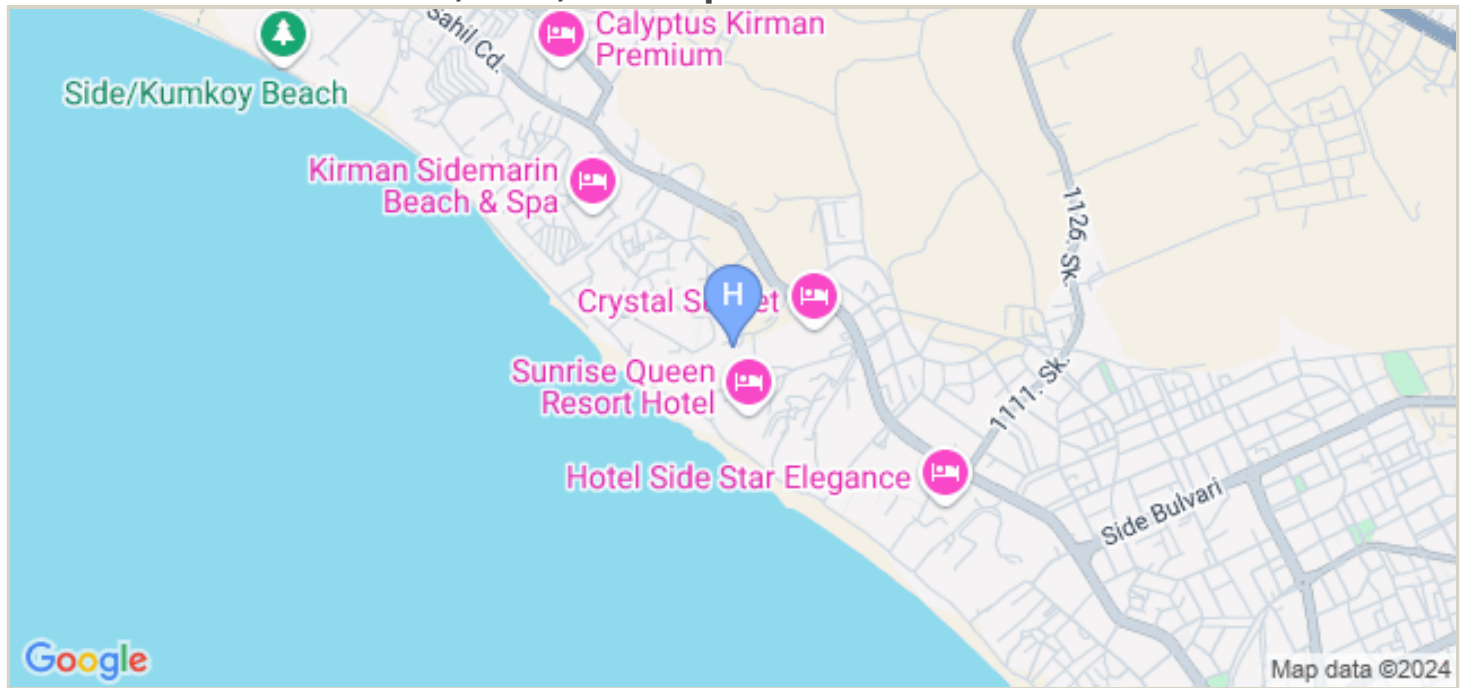 Sahil Cd.
Calyptus Kirman
Premium
Side/Kumkoy Beach
Kirman Sidemarin
Beach & Spa
1126. Sk.
H
Crystal S et
Sunrise Queen
Resort Hotel
1111. Sk.
Hotel Side Star Elegance
Side Bulvari
Google
Map data ©2024